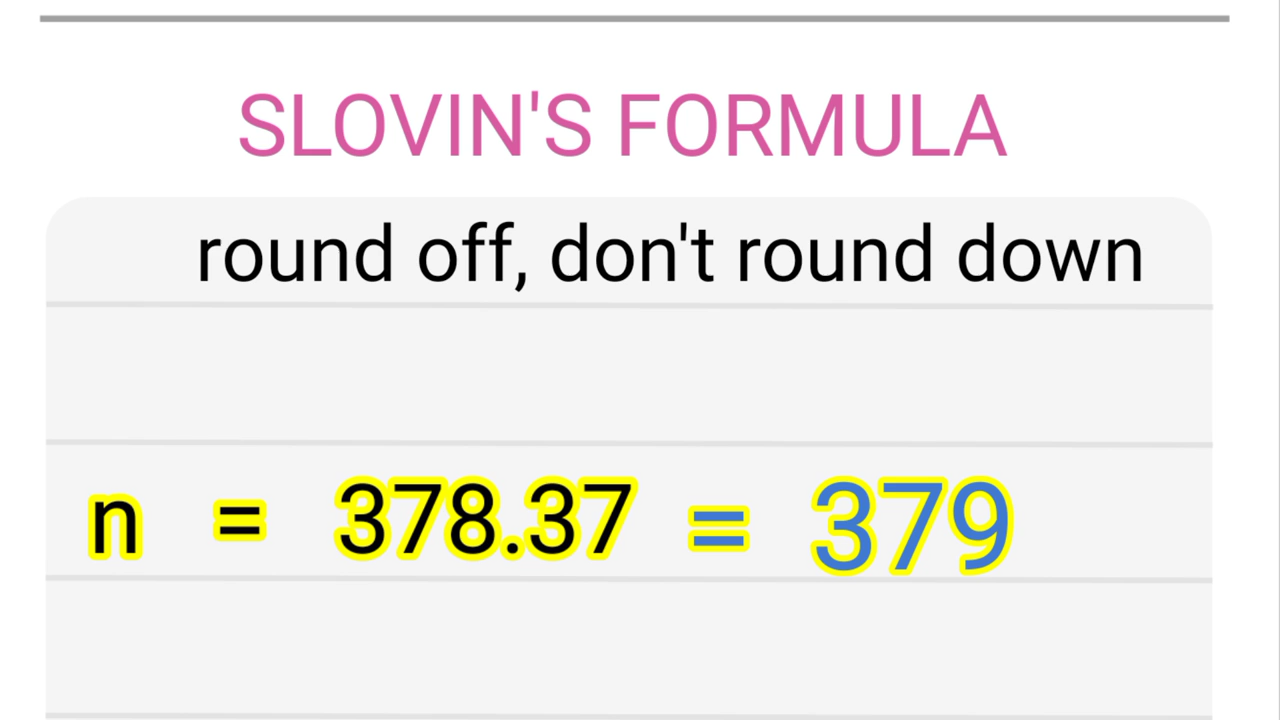 SLOVIN'S FORMULA
round off, don't round down
n = 378.37 = 379